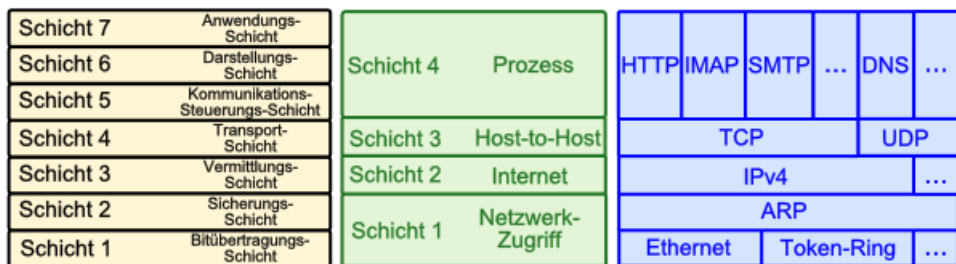 Schicht 7
Anwendungs-
Schicht
Schicht 6
Darstellungs-
Schicht
Schicht 5
Kommunikations-
Steuerungs-Schicht
Schicht 4
Transport-
Schicht
Schicht 3
Vermittlungs-
Schicht
Schicht 2
Sicherungs-
Schicht
Schicht 1
Bitübertragungs-
Schicht
Schicht 4 Prozess
Schicht 3 Host-to-Host
Schicht 2 Internet
Schicht 1
Netzwerk-
Zugriff
HTTP IMAP SMTP ... DNS ...
TCP UDP
IPv4 ...
ARP
Ethernet Token-Ring ...